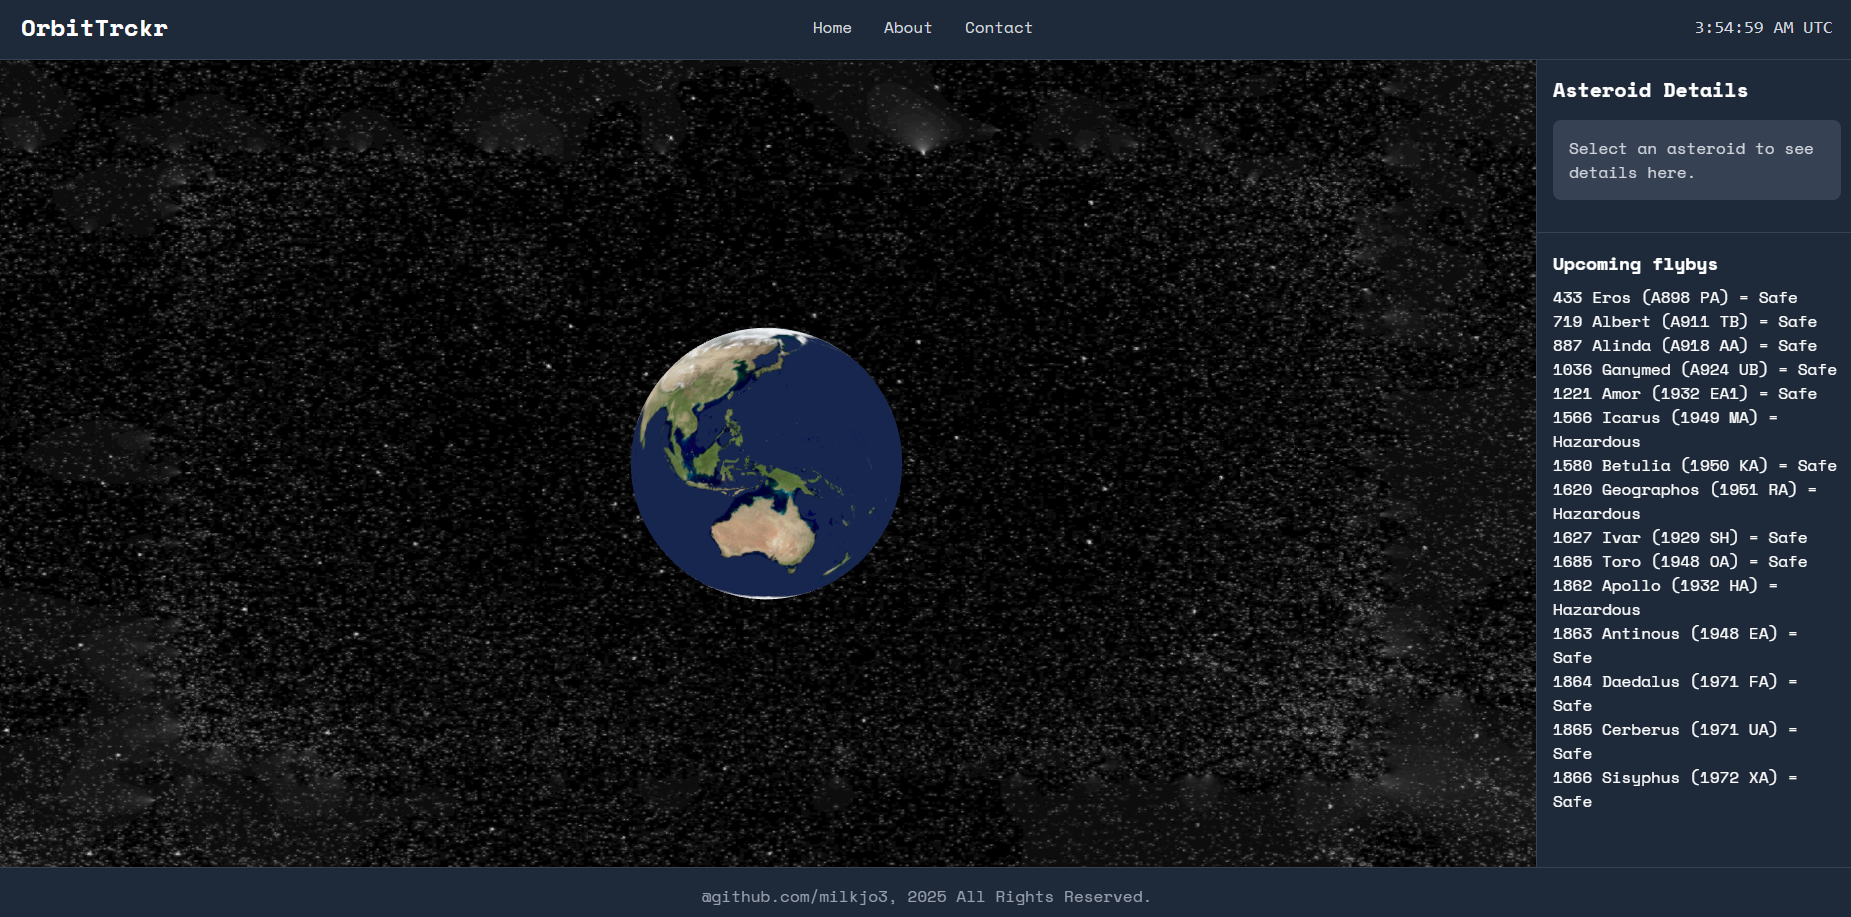 OrbitTrckr
Home About Contact
3:54:59 AM UTC
Asteroid Details
Select an asteroid to see
details here.
Upcoming flybys
433 Eros (A898 PA) = Safe
719 Albert (A911 TB) = Safe
887 Alinda (A918 AA) = Safe
1036 Ganymed (A924 UB) = Safe
1221 Amor (1932 EA1) = Safe
1566 Icarus (1949 MA) =
Hazardous
1580 Betulia (1950 KA) = Safe
1620 Geographos (1951 RA) =
Hazardous
1627 Ivar (1929 SH) = Safe
1685 Toro (1948 OA) = Safe
1862 Apollo (1932 HA) =
Hazardous
1863 Antinous (1948 EA) =
Safe
1864 Daedalus (1971 FA) =
Safe
1865 Cerberus (1971 UA) =
Safe
1866 Sisyphus (1972 XA) =
Safe
@github.com/milkjo3, 2025 All Rights Reserved.